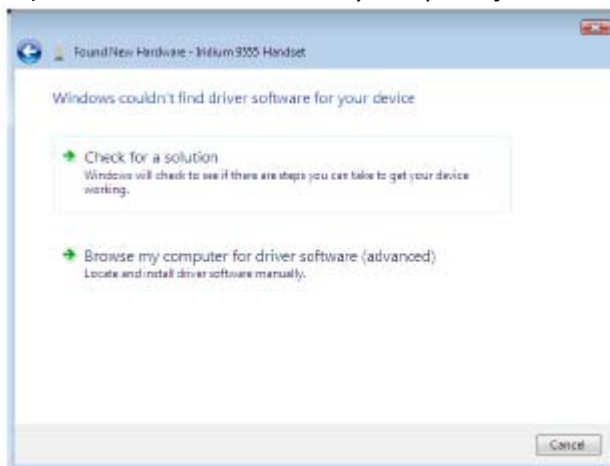 Found New Hardware - Iridium 9555 Handset
Windows couldn't find driver software for your device
Check for a solution
Windows will check to see if there are steps you can take to get your device
working.
Browse my computer for driver software (advanced)
Locate and install driver software manually.
Cancel